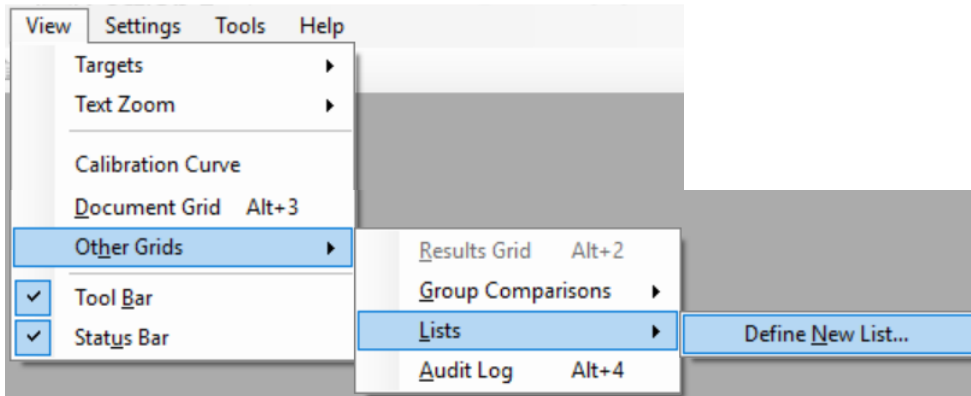 View Settings Tools Help
Targets
Text Zoom
Calibration Curve
Document Grid Alt+3
Other Grids
Tool Bar
Status Bar
Results Grid Alt+2
Group Comparisons
Lists
Audit Log Alt+4
Define New List...